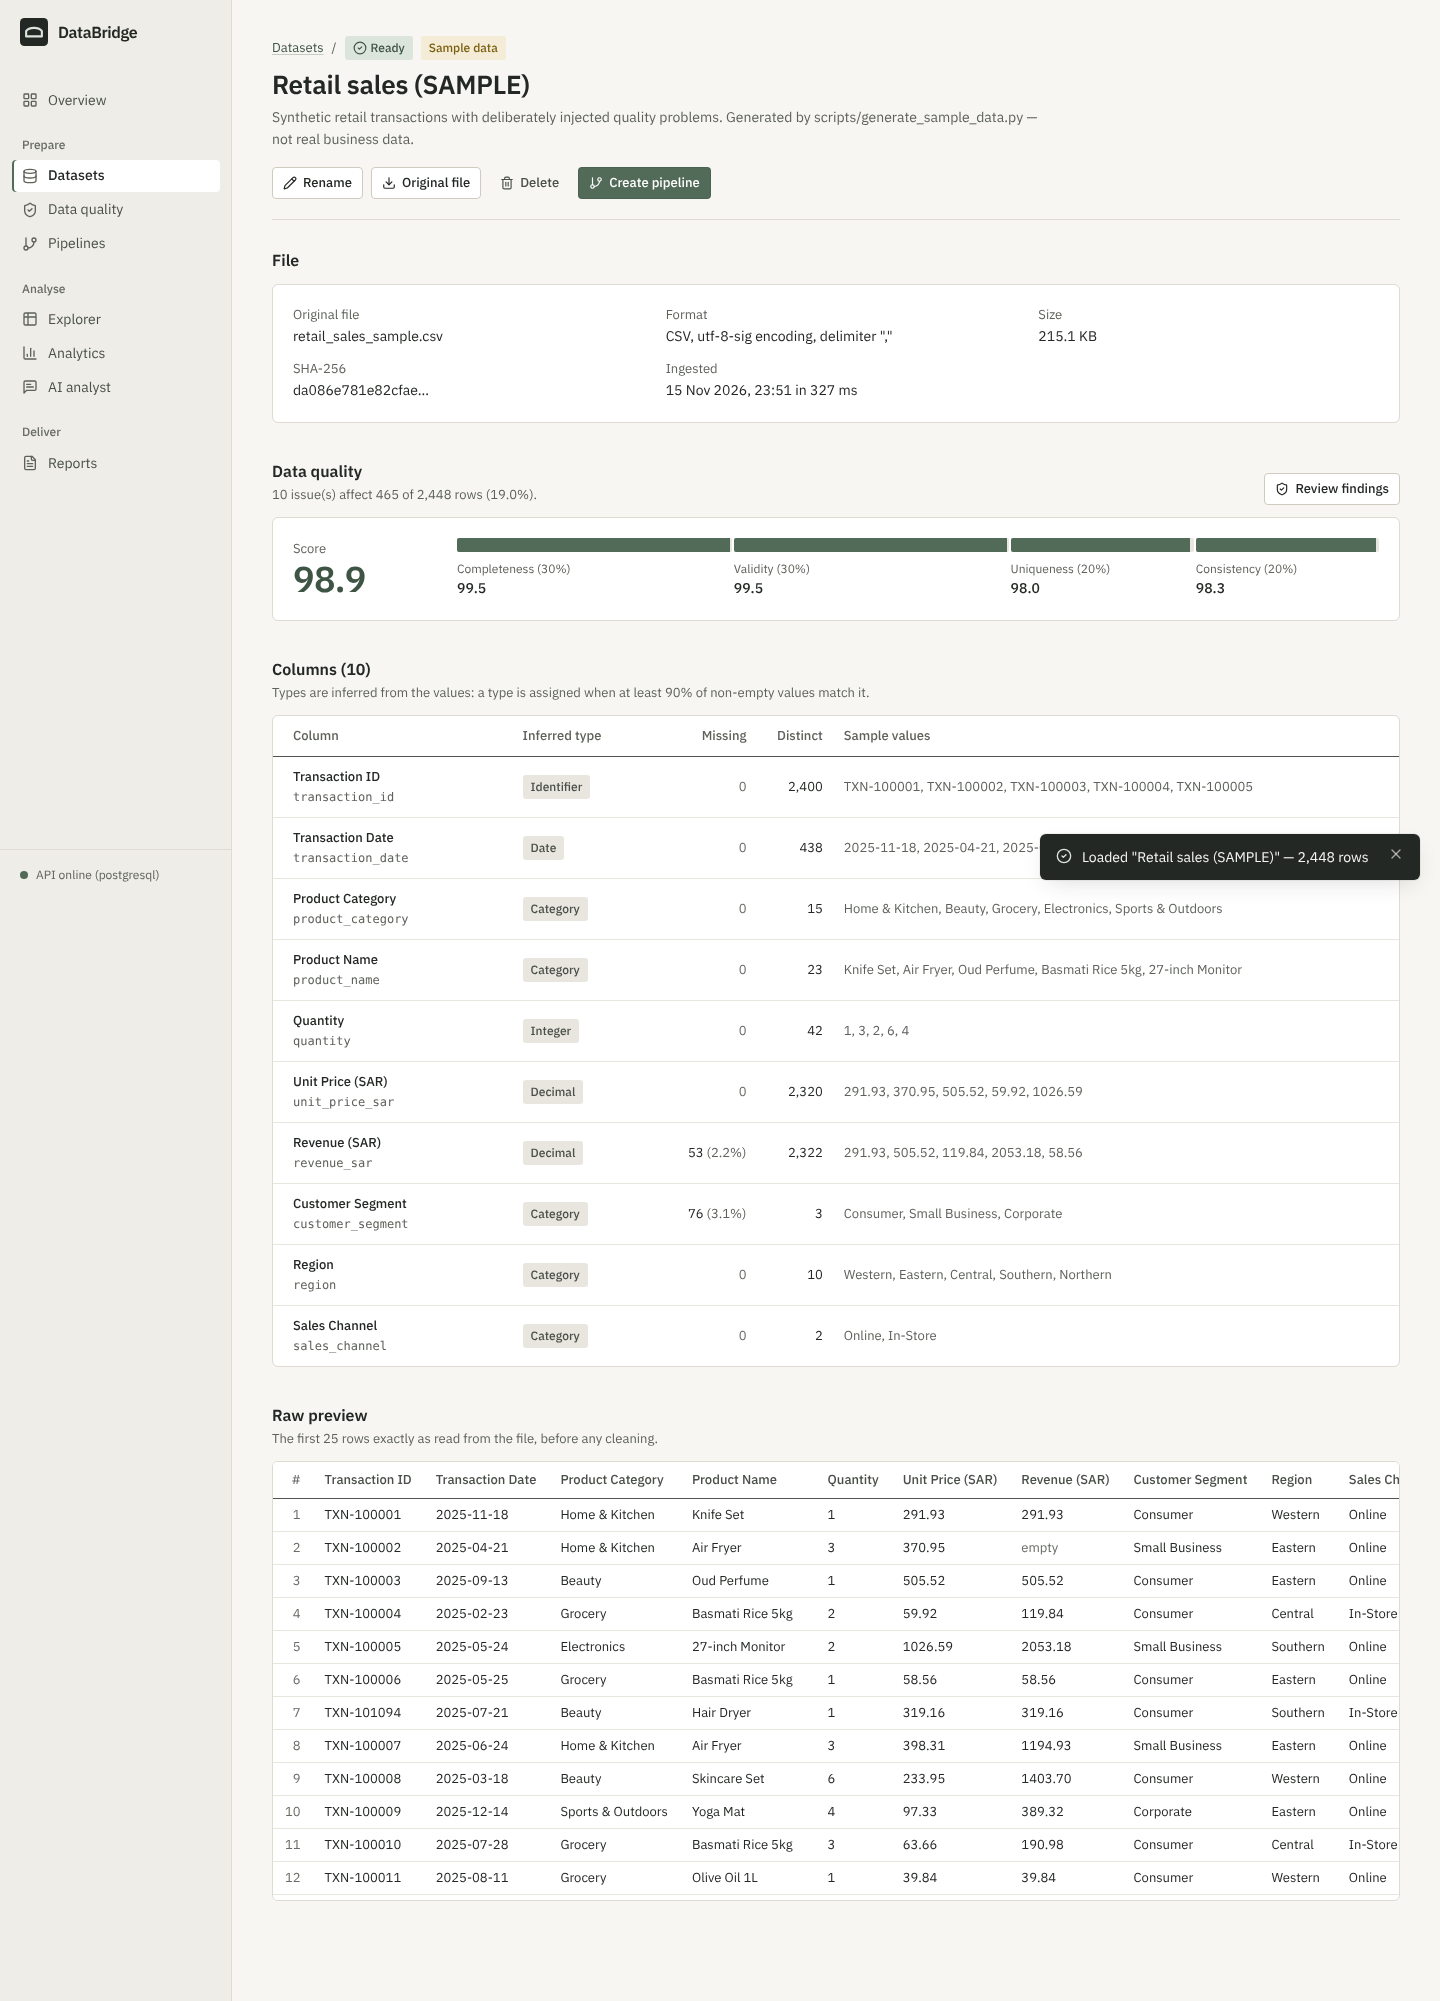 DataBridge
Overview
Prepare
Datasets
Data quality
Pipelines
Analyse
Explorer
Analytics
AI analyst
Deliver
Reports
API online (postgresql)
Datasets / Ready Sample data
Retail sales (SAMPLE)
Synthetic retail transactions with deliberately injected quality problems. Generated by scripts/generate_sample_data.py —
not real business data.
Rename Original file Delete Create pipeline
File
Original file Format Size
retail_sales_sample.csv CSV, utf-8-sig encoding, delimiter "," 215.1 KB
SHA-256 Ingested
da086e781e82cfae… 15 Nov 2026, 23:51 in 327 ms
Data quality
10 issue(s) affect 465 of 2,448 rows (19.0%).
Review findings
Score
98.9
Completeness (30%) Validity (30%) Uniqueness (20%) Consistency (20%)
99.5 99.5 98.0 98.3
Columns (10)
Types are inferred from the values: a type is assigned when at least 90% of non-empty values match it.
Column Inferred type Missing Distinct Sample values
Transaction ID
transaction_id
Identifier 0 2,400 TXN-100001, TXN-100002, TXN-100003, TXN-100004, TXN-100005
Transaction Date
transaction_date
Date 0 438 2025-11-18, 2025-04-21, 2025-
Loaded "Retail sales (SAMPLE)" — 2,448 rows
Product Category
product_category
Category 0 15 Home & Kitchen, Beauty, Grocery, Electronics, Sports & Outdoors
Product Name
product_name
Category 0 23 Knife Set, Air Fryer, Oud Perfume, Basmati Rice 5kg, 27-inch Monitor
Quantity
quantity
Integer 0 42 1, 3, 2, 6, 4
Unit Price (SAR)
unit_price_sar
Decimal 0 2,320 291.93, 370.95, 505.52, 59.92, 1026.59
Revenue (SAR)
revenue_sar
Decimal 53 (2.2%) 2,322 291.93, 505.52, 119.84, 2053.18, 58.56
Customer Segment
customer_segment
Category 76 (3.1%) 3 Consumer, Small Business, Corporate
Region
region
Category 0 10 Western, Eastern, Central, Southern, Northern
Sales Channel
sales_channel
Category 0 2 Online, In-Store
Raw preview
The first 25 rows exactly as read from the file, before any cleaning.
# Transaction ID Transaction Date Product Category Product Name Quantity Unit Price (SAR) Revenue (SAR) Customer Segment Region Sales Ch
1 TXN-100001 2025-11-18 Home & Kitchen Knife Set 1 291.93 291.93 Consumer Western Online
2 TXN-100002 2025-04-21 Home & Kitchen Air Fryer 3 370.95 empty Small Business Eastern Online
3 TXN-100003 2025-09-13 Beauty Oud Perfume 1 505.52 505.52 Consumer Eastern Online
4 TXN-100004 2025-02-23 Grocery Basmati Rice 5kg 2 59.92 119.84 Consumer Central In-Store
5 TXN-100005 2025-05-24 Electronics 27-inch Monitor 2 1026.59 2053.18 Small Business Southern Online
6 TXN-100006 2025-05-25 Grocery Basmati Rice 5kg 1 58.56 58.56 Consumer Eastern Online
7 TXN-101094 2025-07-21 Beauty Hair Dryer 1 319.16 319.16 Consumer Southern In-Store
8 TXN-100007 2025-06-24 Home & Kitchen Air Fryer 3 398.31 1194.93 Small Business Eastern Online
9 TXN-100008 2025-03-18 Beauty Skincare Set 6 233.95 1403.70 Consumer Western Online
10 TXN-100009 2025-12-14 Sports & Outdoors Yoga Mat 4 97.33 389.32 Corporate Eastern Online
11 TXN-100010 2025-07-28 Grocery Basmati Rice 5kg 3 63.66 190.98 Consumer Central In-Store
12 TXN-100011 2025-08-11 Grocery Olive Oil 1L 1 39.84 39.84 Consumer Western Online